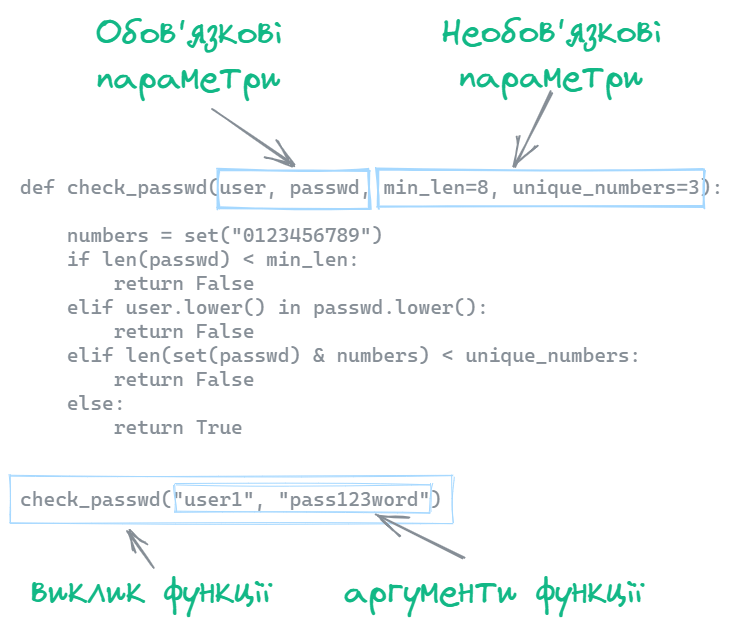 Обов'язкові
параметри
Необов'язкові
параметри
def check_passwd(user, passwd, min_len=8, unique_numbers=3):
    numbers = set("0123456789")
    if len(passwd) < min_len:
        return False
    elif user.lower() in passwd.lower():
        return False
    elif len(set(passwd) & numbers) < unique_numbers:
        return False
    else:
        return True
check_passwd("user1", "pass123word")
виклик функції
аргументи функції